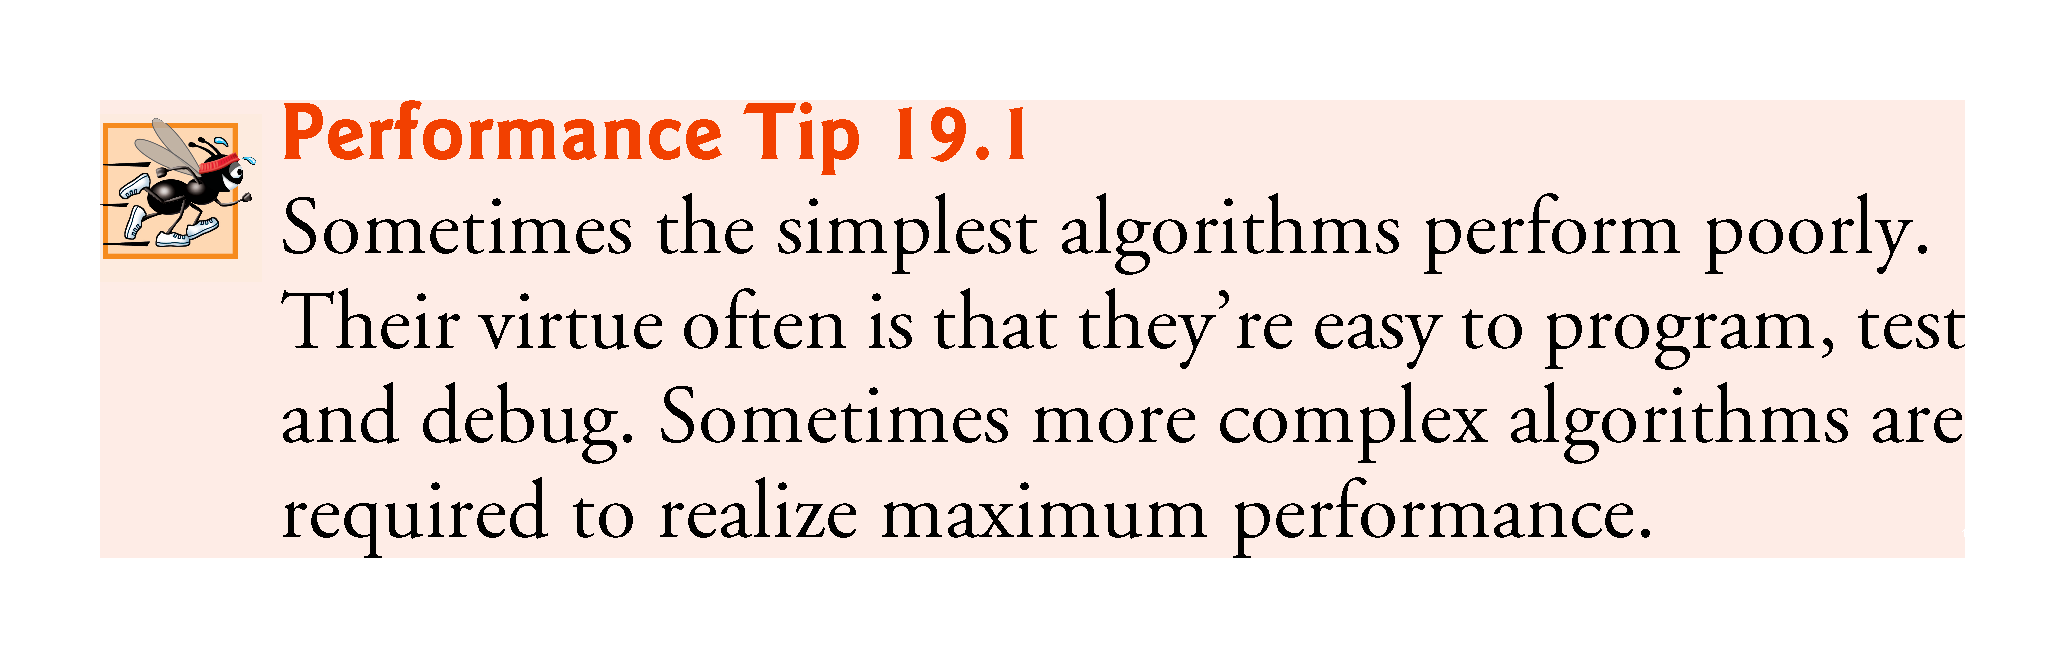 Performance Tip 19.1
Sometimes the simplest algorithms perform poorly.
Their virtue often is that they’re easy to program, test
and debug. Sometimes more complex algorithms are
required to realize maximum performance.